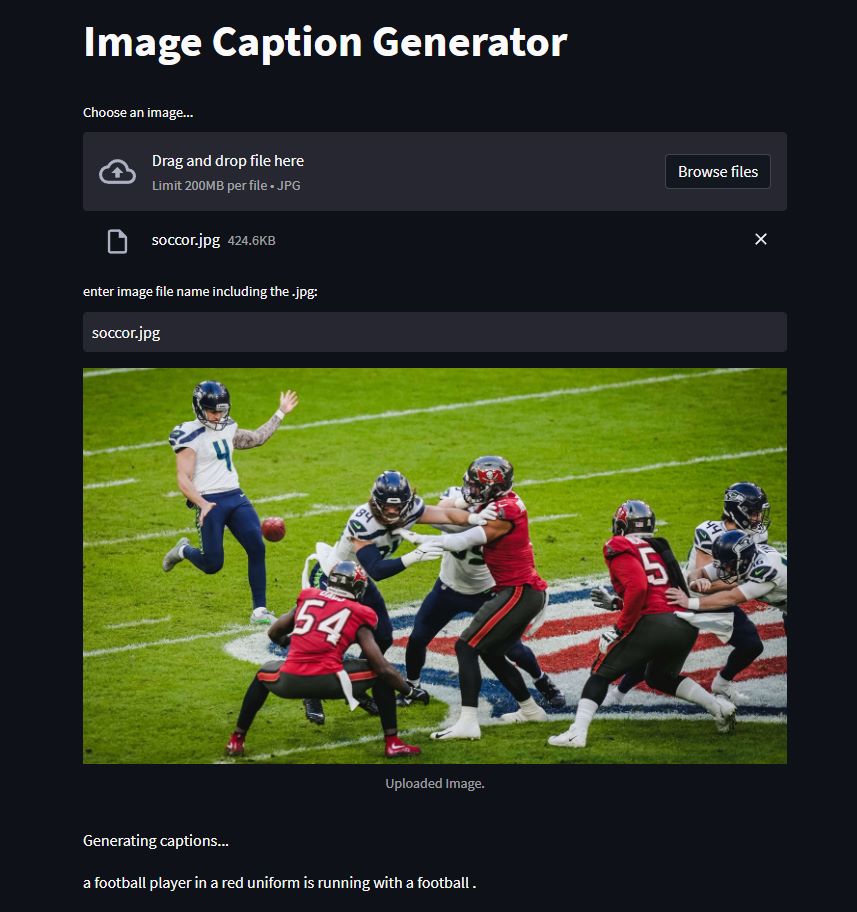 Image Caption Generator
Choose an image...
Drag and drop file here
Limit 200MB per file • JPG
Browse files
soccor.jpg 424.6KB
enter image file name including the .jpg:
soccor.jpg
4
84
54
5
44
Uploaded Image.
Generating captions...
a football player in a red uniform is running with a football .